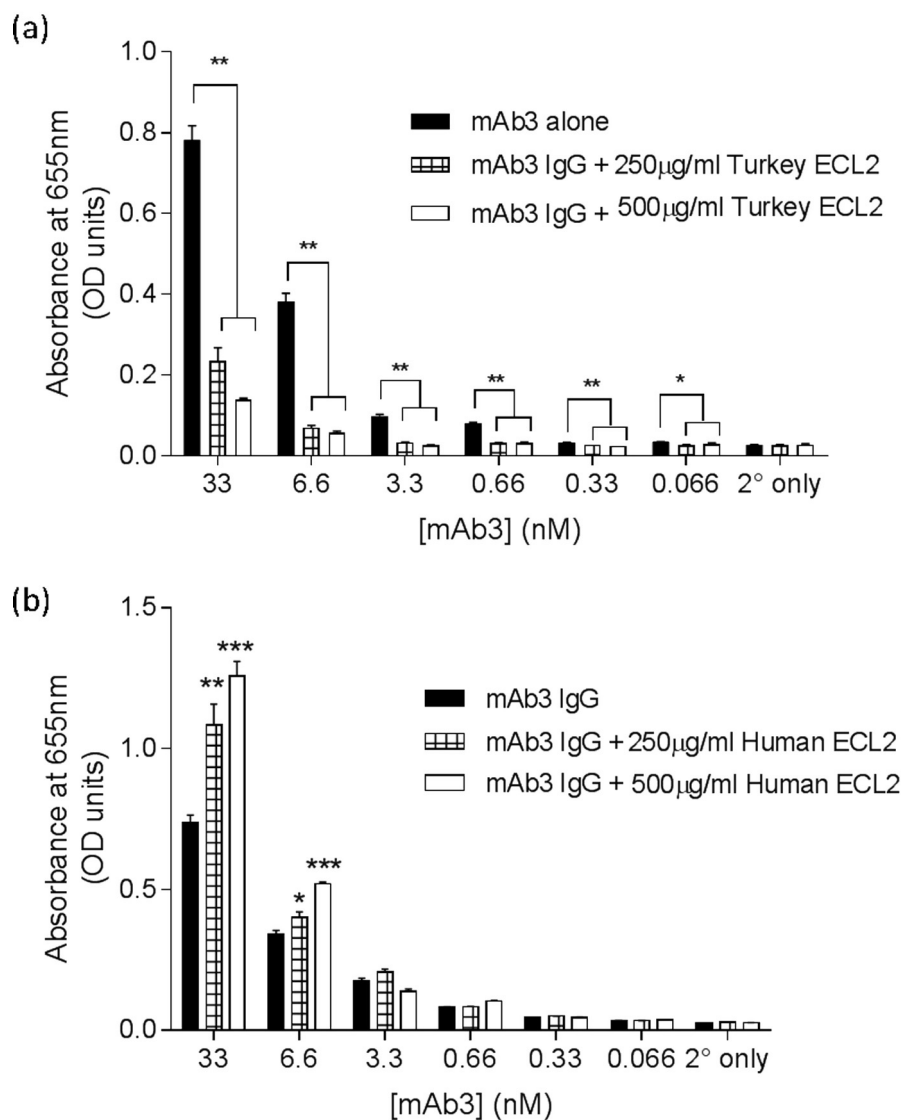 (a)
1.0
0.8
0.6
0.4
0.2
0.0
Absorbance at 655nm
(OD units)
**
**
**
**
**
*
mAb3 alone
mAb3 IgG + 250μg/ml Turkey ECL2
mAb3 IgG + 500μg/ml Turkey ECL2
33 6.6 3.3 0.66 0.33 0.066 2° only
[mAb3] (nM)
(b)
1.5
1.0
0.5
0.0
Absorbance at 655nm
(OD units)
**
***
*
***
mAb3 IgG
mAb3 IgG + 250μg/ml Human ECL2
mAb3 IgG + 500μg/ml Human ECL2
33 6.6 3.3 0.66 0.33 0.066 2° only
[mAb3] (nM)